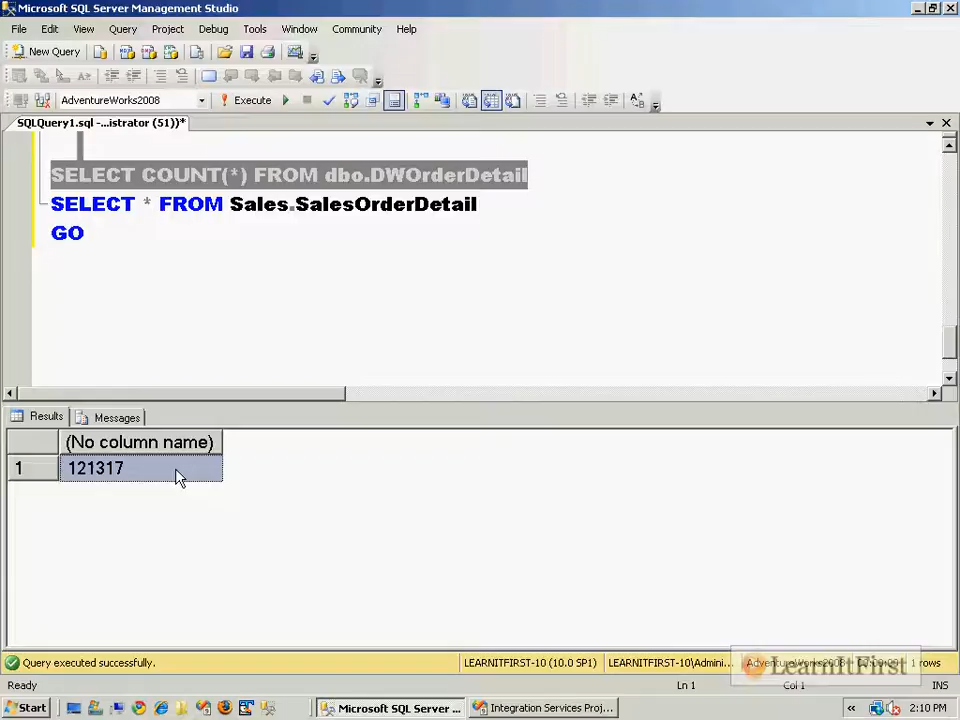 Microsoft SQL Server Management Studio
File Edit View Query Project Debug Tools Window Community Help
New Query
AdventureWorks2008 Execute
SQLQuery1.sql -...istrator (51))*
SELECT COUNT(*) FROM dbo.DWOrderDetail
SELECT * FROM Sales.SalesOrderDetail
GO
Results Messages
(No column name)
1 121317
Query executed successfully.
LEARNITFIRST-10 (10.0 SP1) LEARNITFIRST-10\Admini... AdventureWorks2008 00:00:00 1 rows
LearnItFirst
Ready Ln 1 Col 1 INS
Start Microsoft SQL Server ... Integration Services Proj... « 2:10 PM